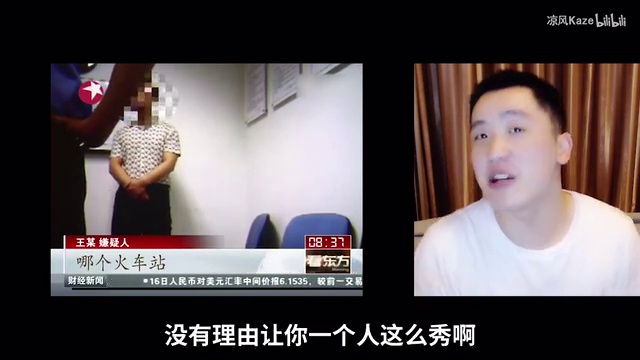 凉风Kaze bilibili
王某 嫌疑人
08:37
哪个火车站
看东方
Morning
财经新闻
■16日人民币对美元汇率中间价报6.1535，较前一交易
没有理由让你一个人这么秀啊